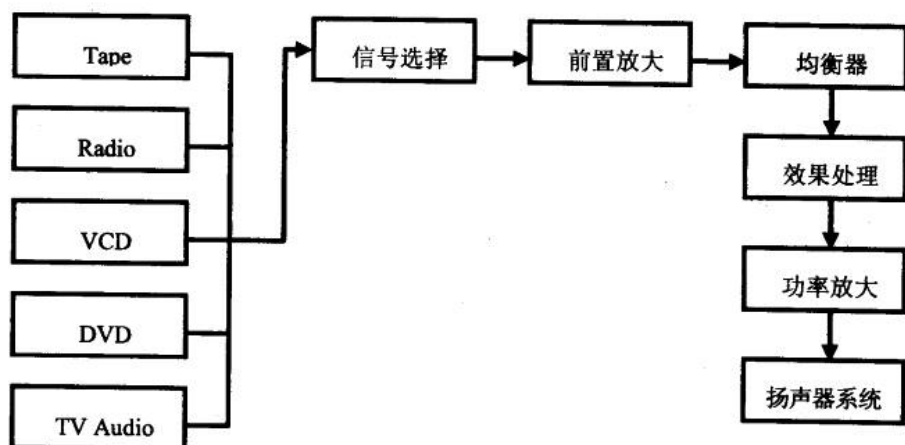 Tape
Radio
VCD
DVD
TV Audio
信号选择
前置放大
均衡器
效果处理
功率放大
扬声器系统